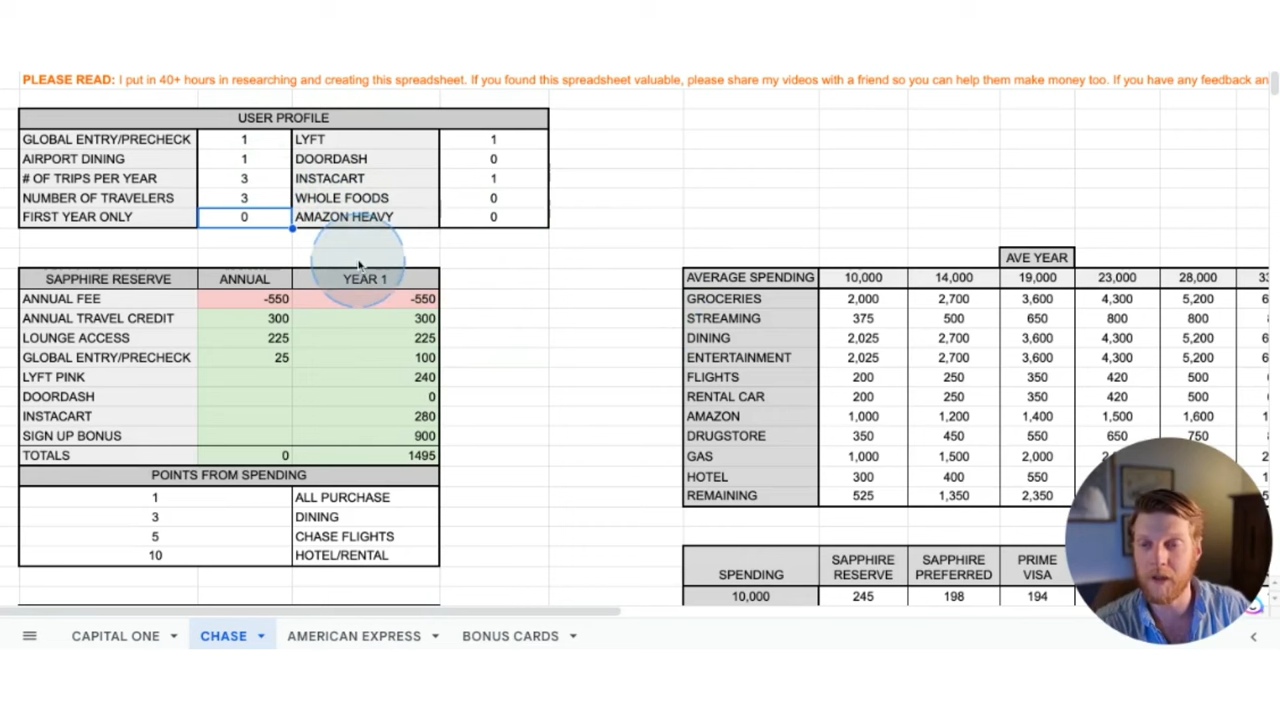 PLEASE READ: I put in 40+ hours in researching and creating this spreadsheet. If you found this spreadsheet valuable, please share my videos with a friend so you can help them make money too. If you have any feedback an
USER PROFILE
GLOBAL ENTRY/PRECHECK 1 LYFT 1
AIRPORT DINING 1 DOORDASH 0
# OF TRIPS PER YEAR 3 INSTACART 1
NUMBER OF TRAVELERS 3 WHOLE FOODS 0
FIRST YEAR ONLY 0 AMAZON HEAVY 0
SAPPHIRE RESERVE ANNUAL YEAR 1
ANNUAL FEE -550 -550
ANNUAL TRAVEL CREDIT 300 300
LOUNGE ACCESS 225 225
GLOBAL ENTRY/PRECHECK 25 100
LYFT PINK 240
DOORDASH 0
INSTACART 280
SIGN UP BONUS 900
TOTALS 0 1495
POINTS FROM SPENDING
1 ALL PURCHASE
3 DINING
5 CHASE FLIGHTS
10 HOTEL/RENTAL
AVE YEAR
AVERAGE SPENDING 10,000 14,000 19,000 23,000 28,000
GROCERIES 2,000 2,700 3,600 4,300 5,200
STREAMING 375 500 650 800 800
DINING 2,025 2,700 3,600 4,300 5,200
ENTERTAINMENT 2,025 2,700 3,600 4,300 5,200
FLIGHTS 200 250 350 420 500
RENTAL CAR 200 250 350 420 500
AMAZON 1,000 1,200 1,400 1,500 1,600
DRUGSTORE 350 450 550 650 750
GAS 1,000 1,500 2,000
HOTEL 300 400 550
REMAINING 525 1,350 2,350
SPENDING SAPPHIRE RESERVE SAPPHIRE PREFERRED PRIME VISA
10,000 245 198 194
CAPITAL ONE CHASE AMERICAN EXPRESS BONUS CARDS